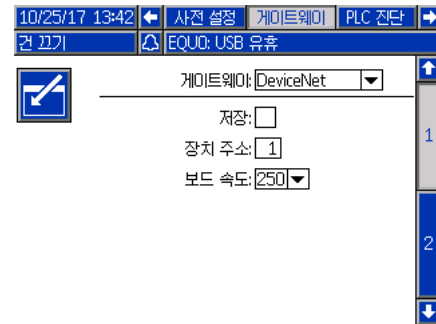 10/25/17 13:42 사전 설정 게이트웨이 PLC 진단
건 끄기 EQU0: USB 유휴
게이트웨이: DeviceNet
저장:
장치 주소: 1
보드 속도: 250
1
2